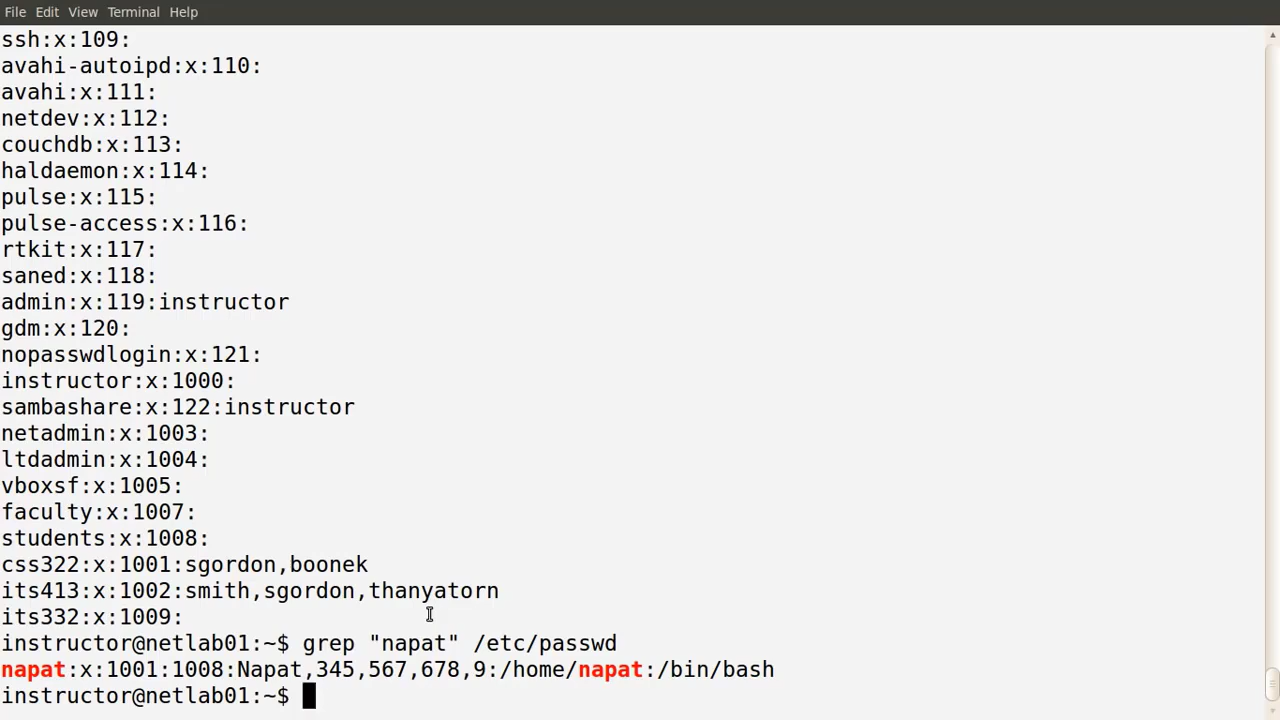 File Edit View Terminal Help
ssh:x:109:
avahi-autoipd:x:110:
avahi:x:111:
netdev:x:112:
couchdb:x:113:
haldaemon:x:114:
pulse:x:115:
pulse-access:x:116:
rtkit:x:117:
saned:x:118:
admin:x:119:instructor
gdm:x:120:
nopasswdlogin:x:121:
instructor:x:1000:
sambashare:x:122:instructor
netadmin:x:1003:
ltdadmin:x:1004:
vboxsf:x:1005:
faculty:x:1007:
students:x:1008:
css322:x:1001:sgordon,boonek
its413:x:1002:smith,sgordon,thanyatorn
its332:x:1009:
instructor@netlab01:~$ grep "napat" /etc/passwd
napat:x:1001:1008:Napat,345,567,678,9:/home/napat:/bin/bash
instructor@netlab01:~$